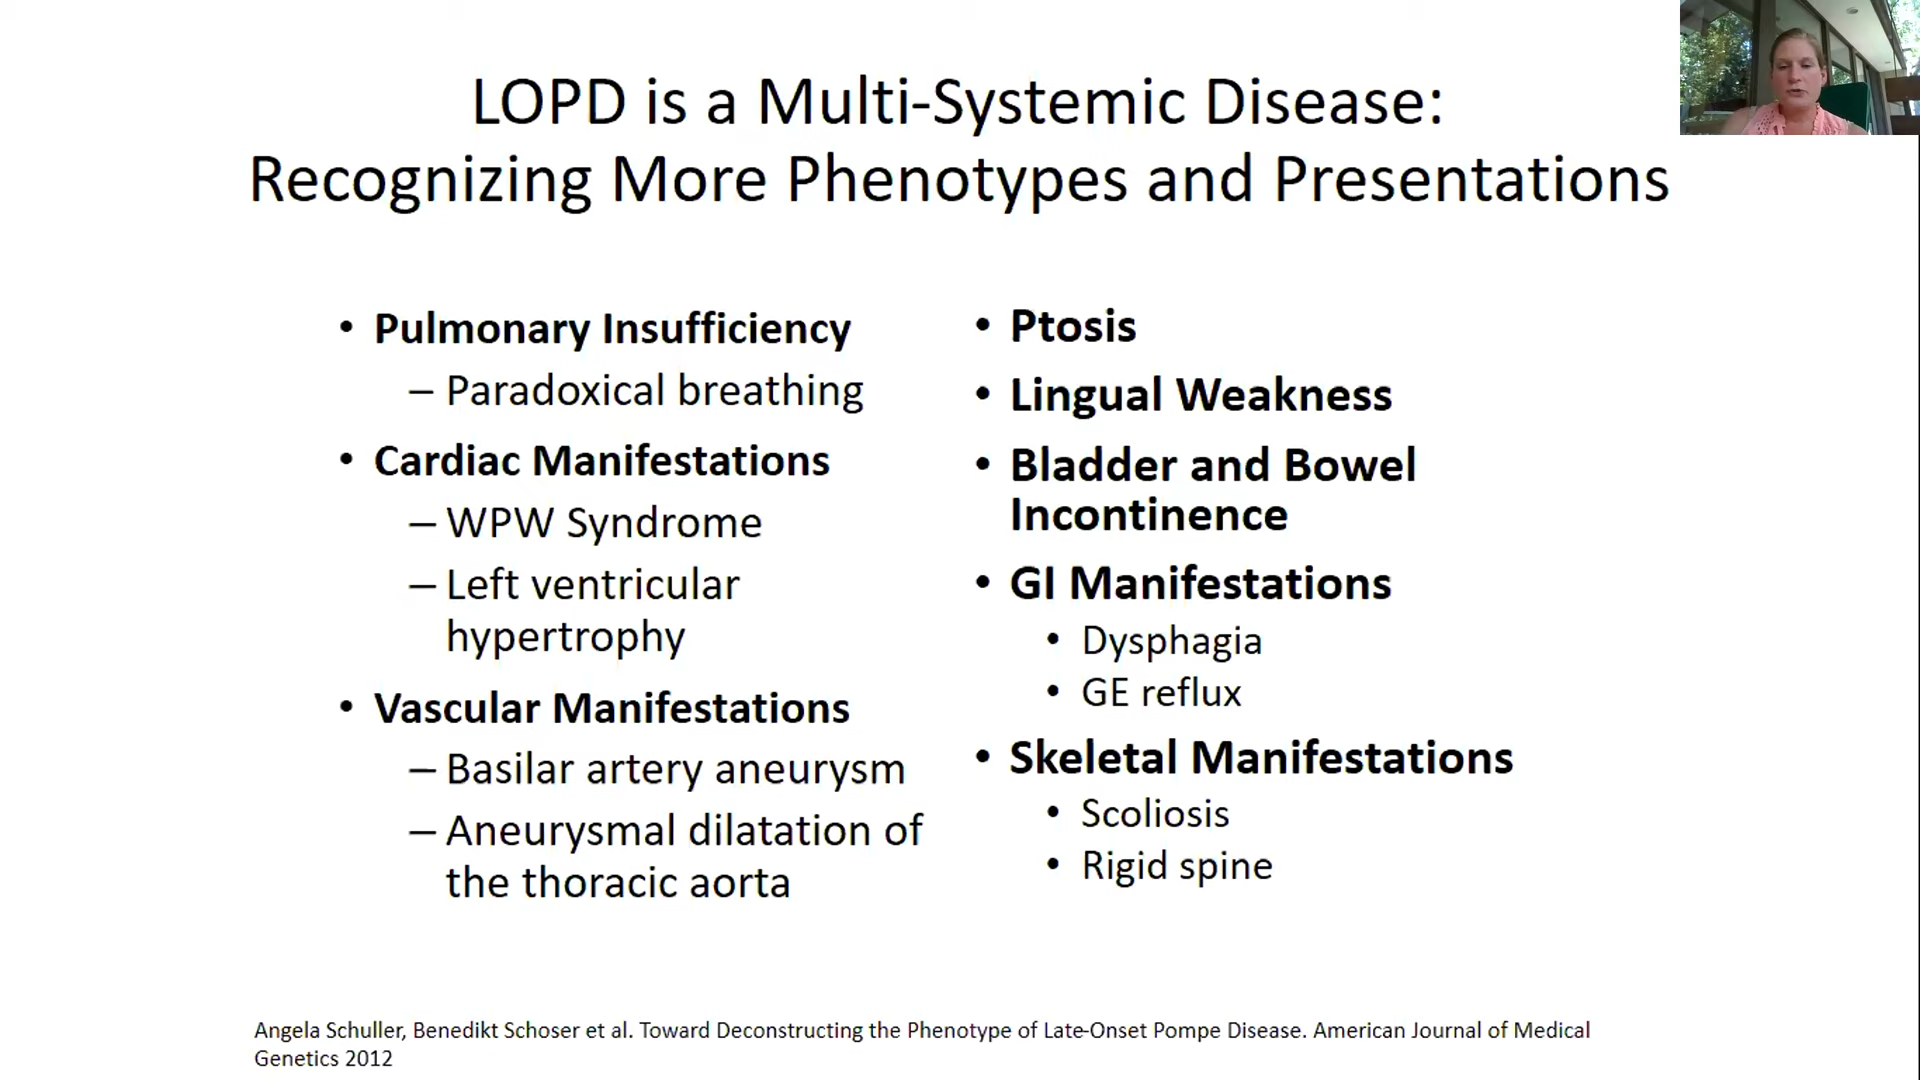 LOPD is a Multi-Systemic Disease:
Recognizing More Phenotypes and Presentations
• Pulmonary Insufficiency
– Paradoxical breathing
• Cardiac Manifestations
– WPW Syndrome
– Left ventricular
hypertrophy
• Vascular Manifestations
– Basilar artery aneurysm
– Aneurysmal dilatation of
the thoracic aorta
• Ptosis
• Lingual Weakness
• Bladder and Bowel
Incontinence
• GI Manifestations
• Dysphagia
• GE reflux
• Skeletal Manifestations
• Scoliosis
• Rigid spine
Angela Schuller, Benedikt Schoser et al. Toward Deconstructing the Phenotype of Late-Onset Pompe Disease. American Journal of Medical
Genetics 2012